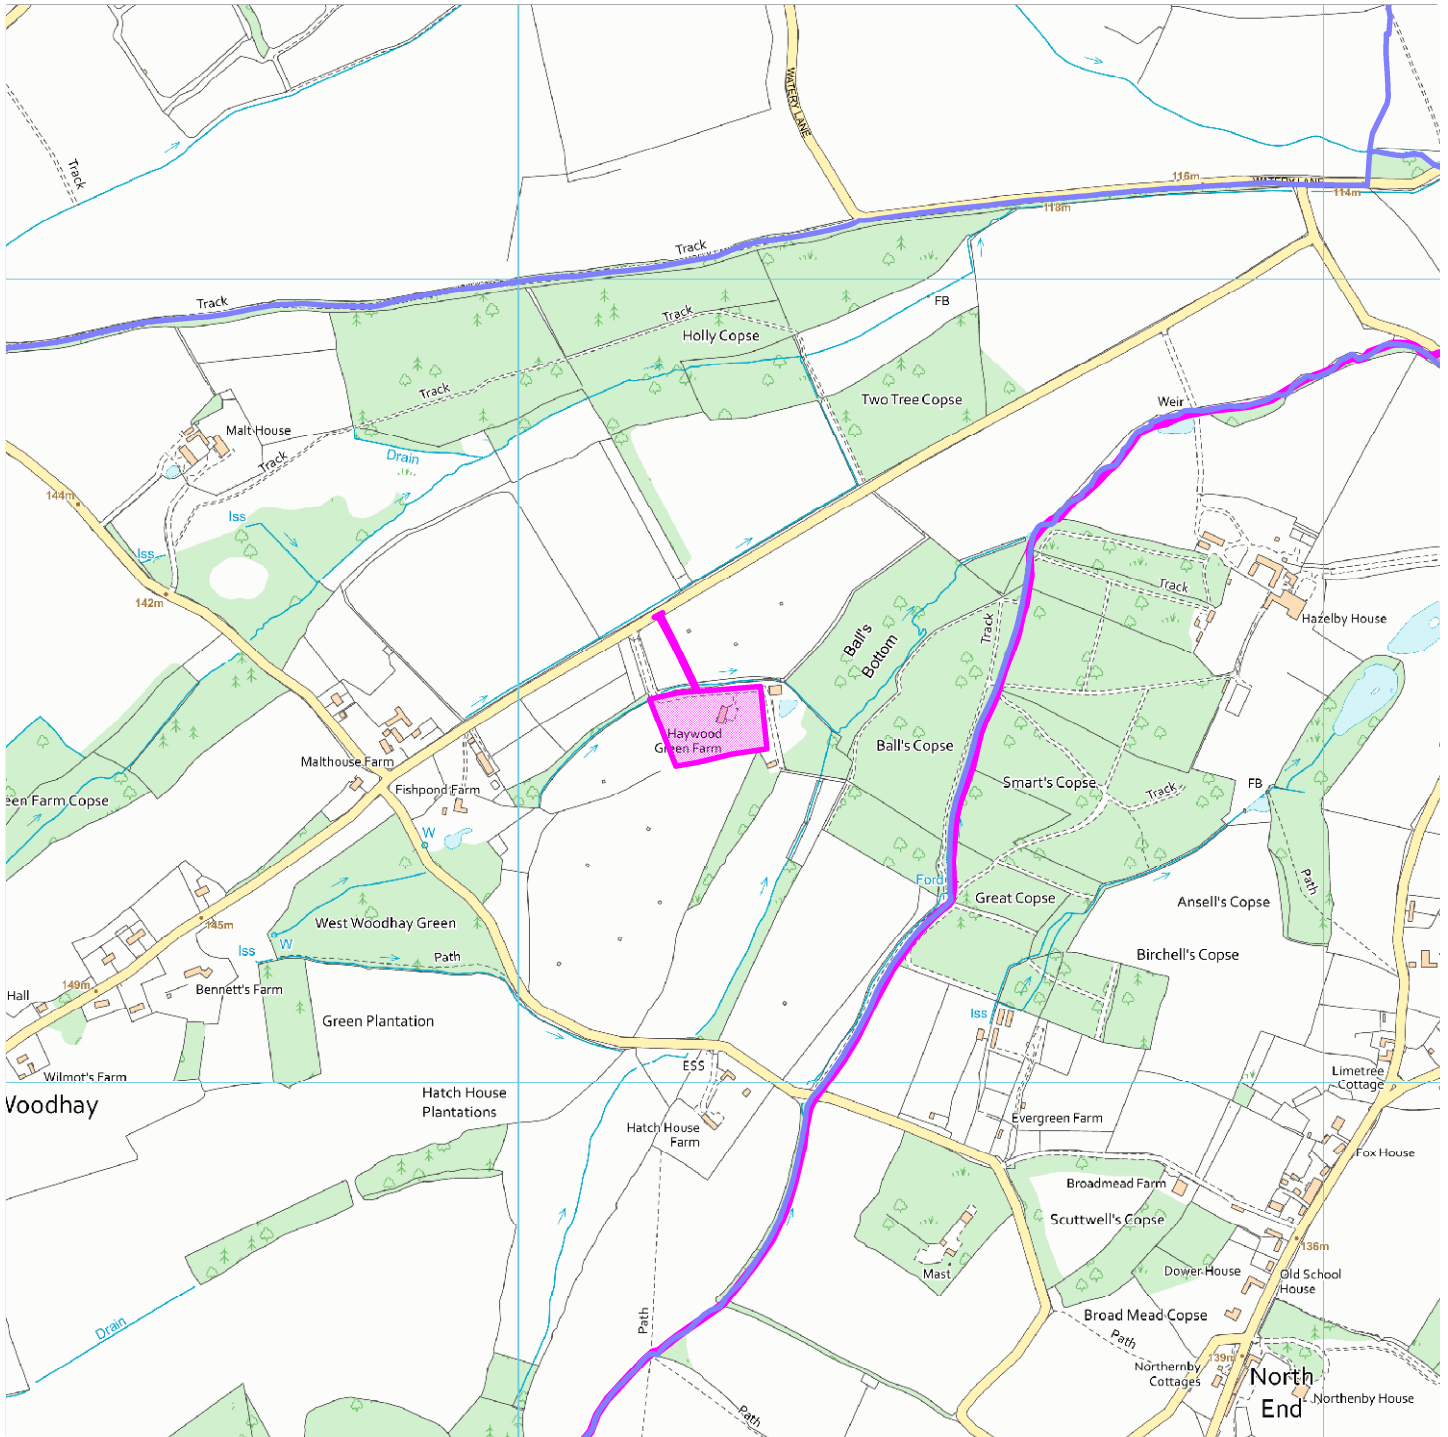 WATERY LANE
Track
116m
WATERY LANE
114m
118m
Track
Track
FB
Track
Holly Copse
Track
Two Tree Copse
Weir
Malt House
Drain
Track
144m
Iss
Iss
142m
Track
Hazelby House
Ball's
Bottom
Track
Haywood
Green Farm
Ball's Copse
Malthouse Farm
Fishpond Farm
Smart's Copse
Track
FB
een Farm Copse
W
Ford
Great Copse
Path
Ansell's Copse
145m
West Woodhay Green
Iss
W
Path
Birchell's Copse
149m
Bennett's Farm
Hall
Green Plantation
Iss
ESS
Wilmot's Farm
Limetree
Cottage
Woodhay
Hatch House
Plantations
Hatch House
Farm
Evergreen Farm
Fox House
Broadmead Farm
Scuttwell's Copse
136m
Mast
Dower House
Old School
House
Drain
Path
Broad Mead Copse
Path
139m
Northernby
Cottages
North
End
Northenby House
Path